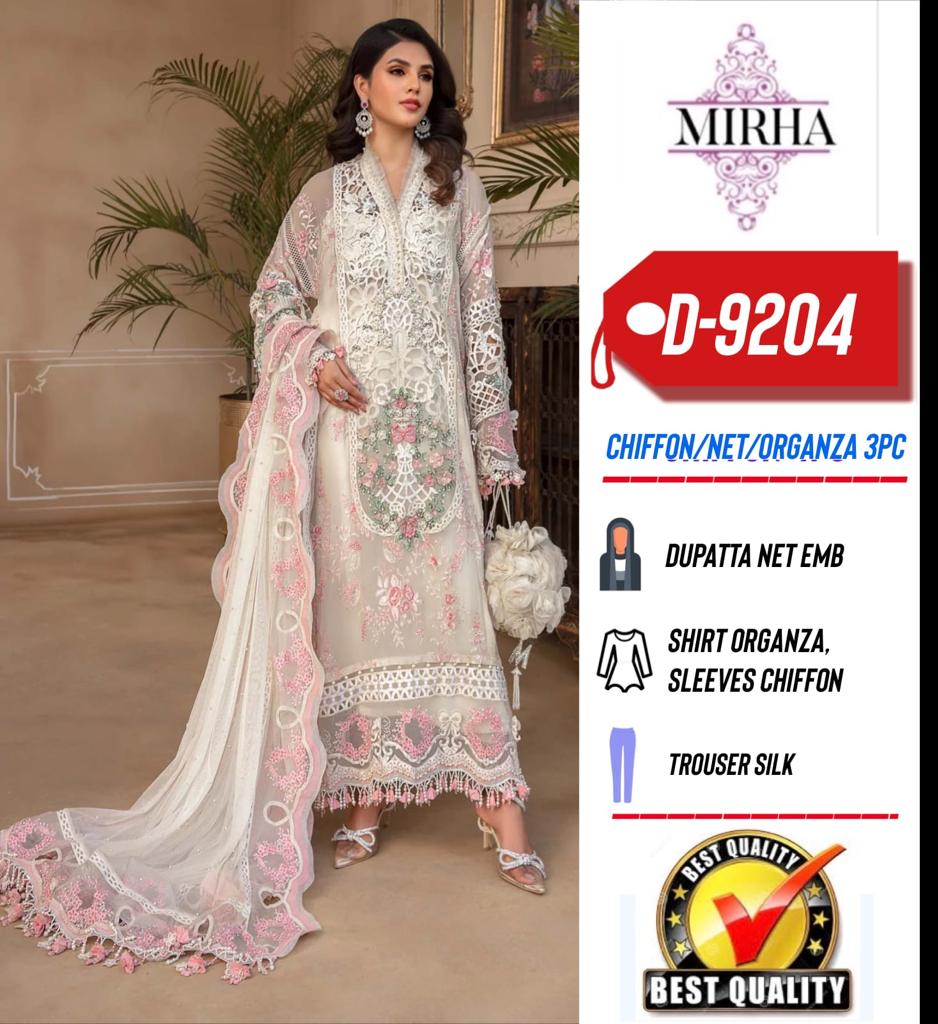 MIRHA
D-9204
CHIFFON/NET/ORGANZA 3PC
DUPATTA NET EMB
SHIRT ORGANZA,
SLEEVES CHIFFON
TROUSER SILK
BEST QUALITY
BEST QUALITY